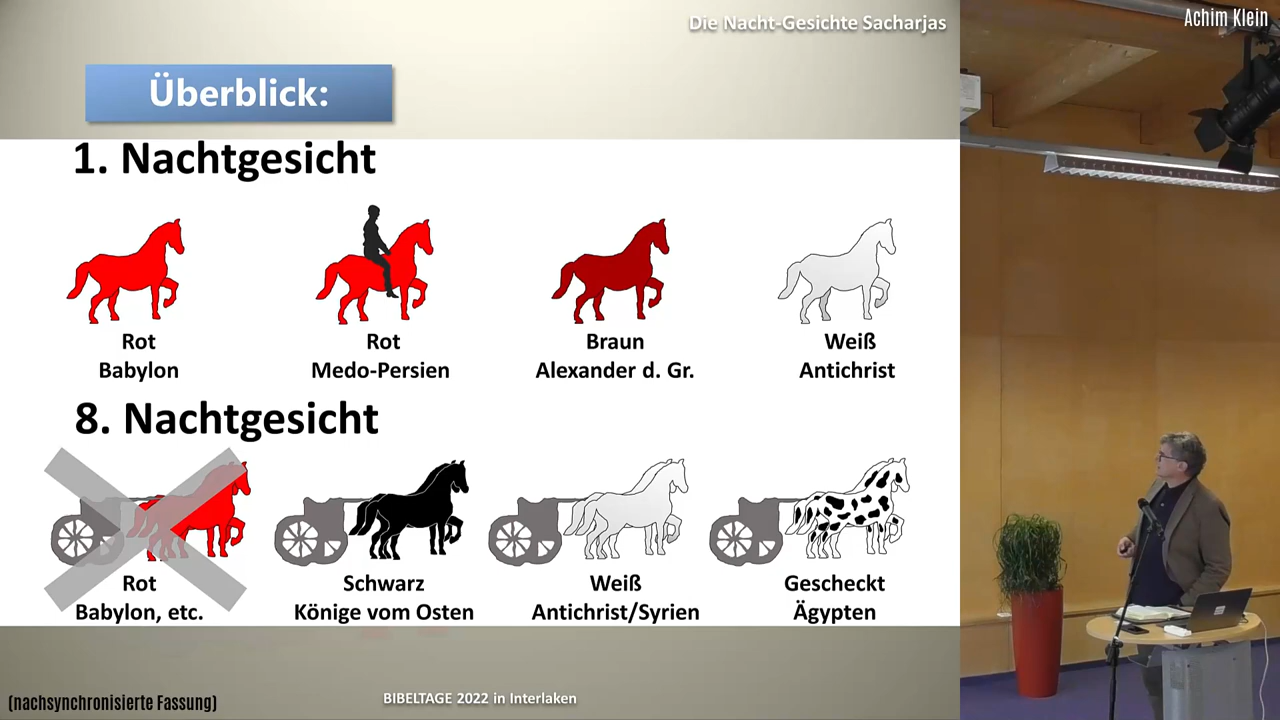 Die Nacht-Gesichte Sacharjas
Achim Klein
Überblick:
1. Nachtgesicht
Rot
Babylon
Rot
Medo-Persien
Braun
Alexander d. Gr.
Weiß
Antichrist
8. Nachtgesicht
Rot
Babylon, etc.
Schwarz
Könige vom Osten
Weiß
Antichrist/Syrien
Gescheckt
Ägypten
(nachsynchronisierte Fassung)
BIBELTAGE 2022 in Interlaken